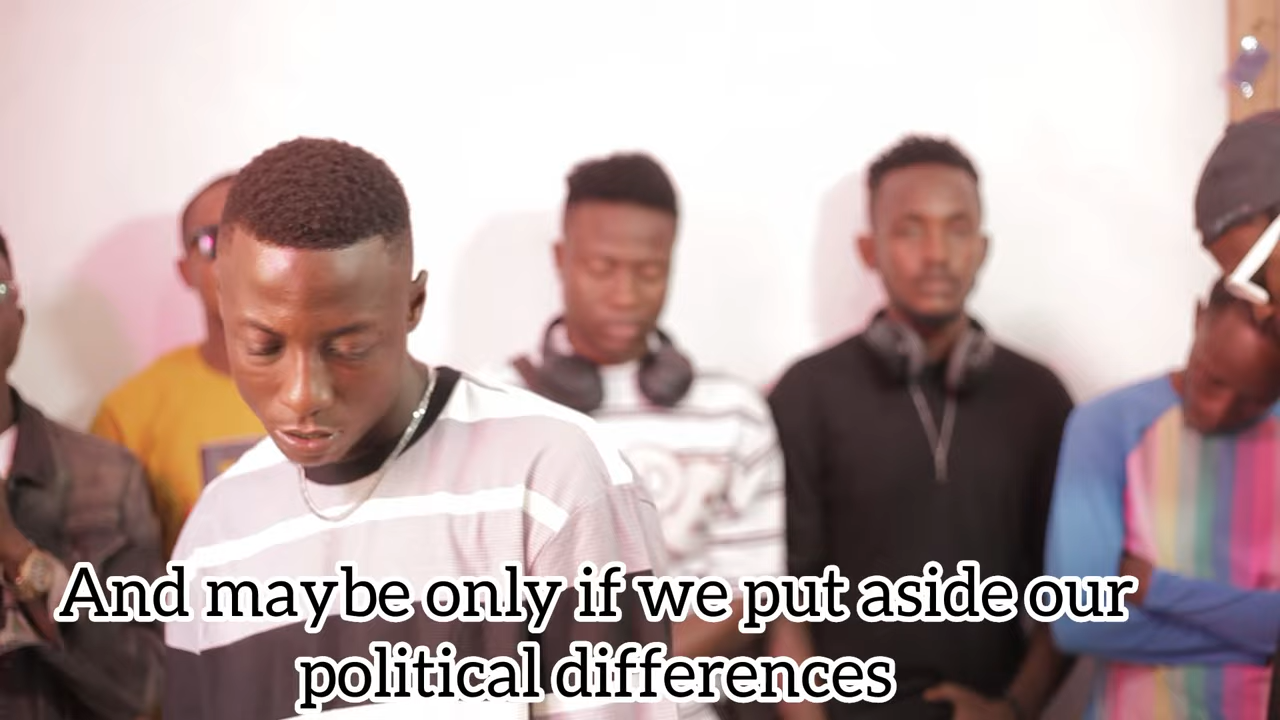 And maybe only if we put aside our
political differences